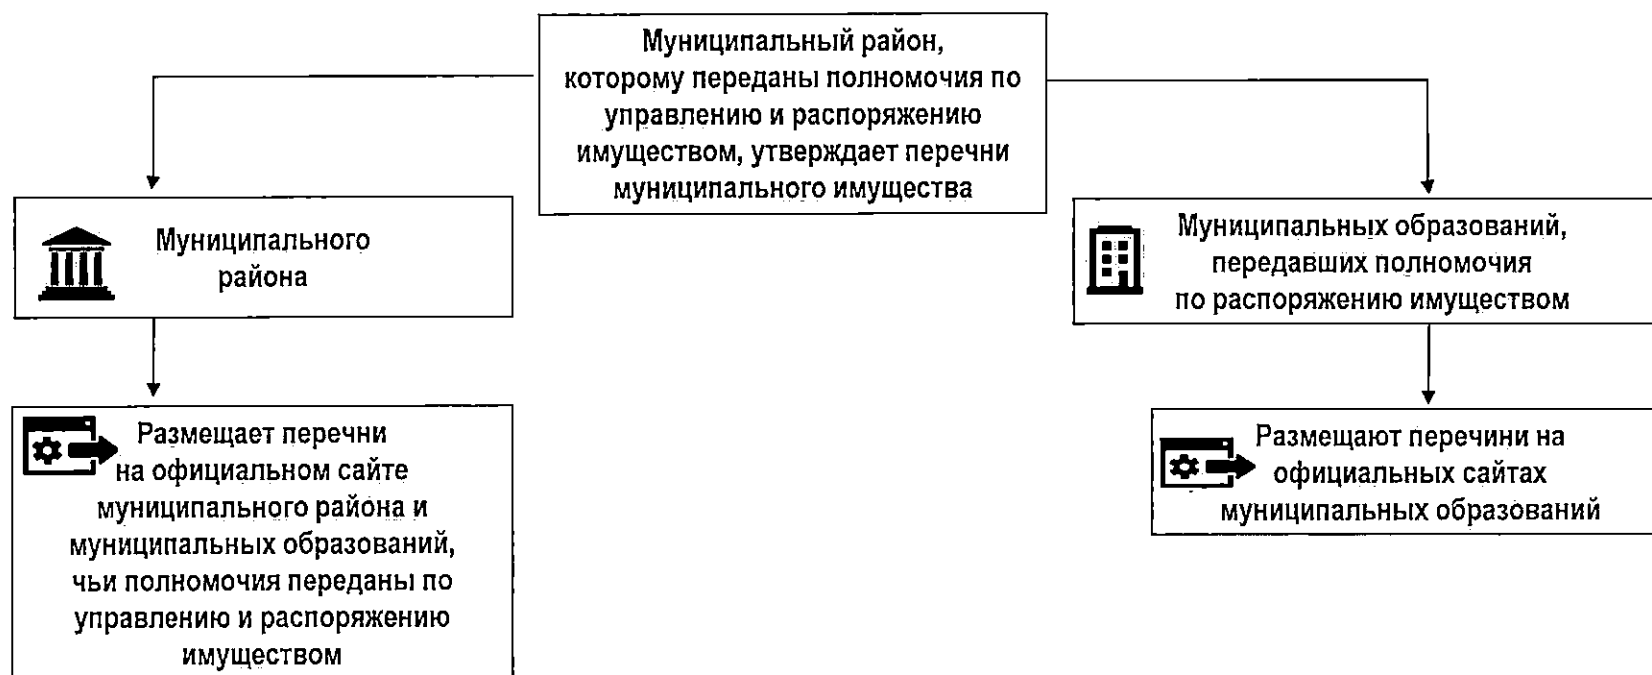 Муниципальный район,
которому переданы полномочия по
управлению и распоряжению
имуществом, утверждает перечни
муниципального имущества
Муниципального
района
Муниципальных образований,
передавших полномочия
по распоряжению имуществом
Размещает перечни
на официальном сайте
муниципального района и
муниципальных образований,
чьи полномочия переданы по
управлению и распоряжению
имуществом
Размещают перечини на
официальных сайтах
муниципальных образований